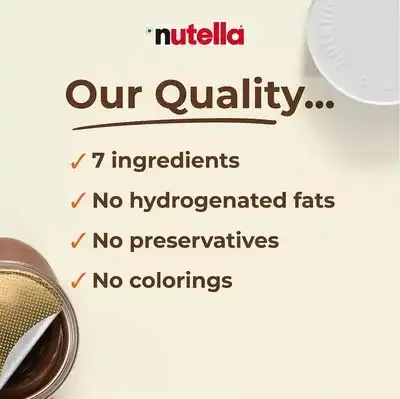 nutella
Our Quality...
✓ 7 ingredients
✓ No hydrogenated fats
✓ No preservatives
✓ No colorings